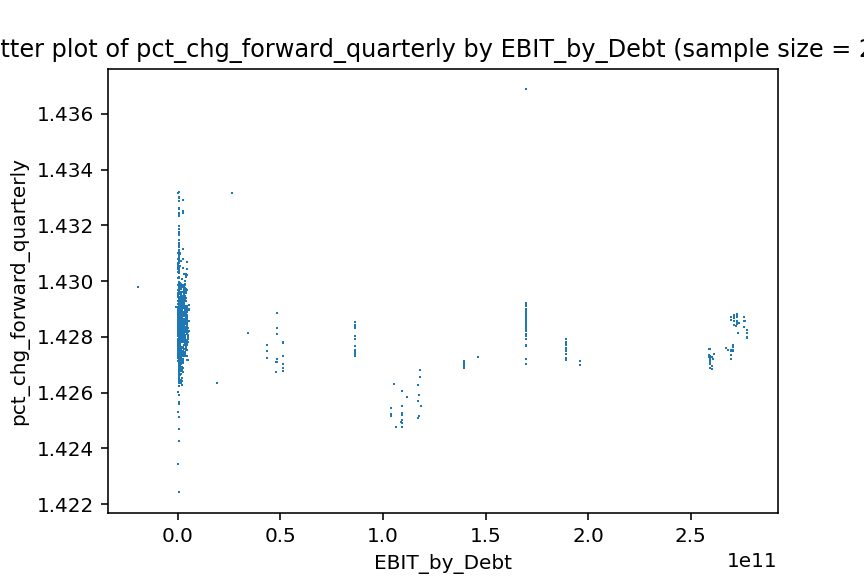 tter plot of pct_chg_forward_quarterly by EBIT_by_Debt (sample size = 2
1.436
1.434
1.432
1.430
1.428
1.426
1.424
1.422
pct_chg_forward_quarterly
0.0 0.5 1.0 1.5 2.0 2.5
1e11
EBIT_by_Debt